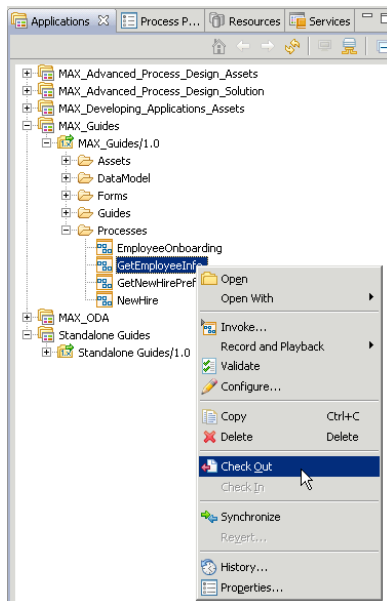 Applications Process P... Resources Services
MAX_Advanced_Process_Design_Assets
MAX_Advanced_Process_Design_Solution
MAX_Developing_Applications_Assets
MAX_Guides
MAX_Guides/1.0
Assets
DataModel
Forms
Guides
Processes
EmployeeOnboarding
GetEmployeeInfo
GetNewHirePref
NewHire
MAX_ODA
Standalone Guides
Standalone Guides/1.0
Open
Open With
Invoke...
Record and Playback
Validate
Configure...
Copy Ctrl+C
Delete Delete
Check Out
Check In
Synchronize
Revert...
History...
Properties...